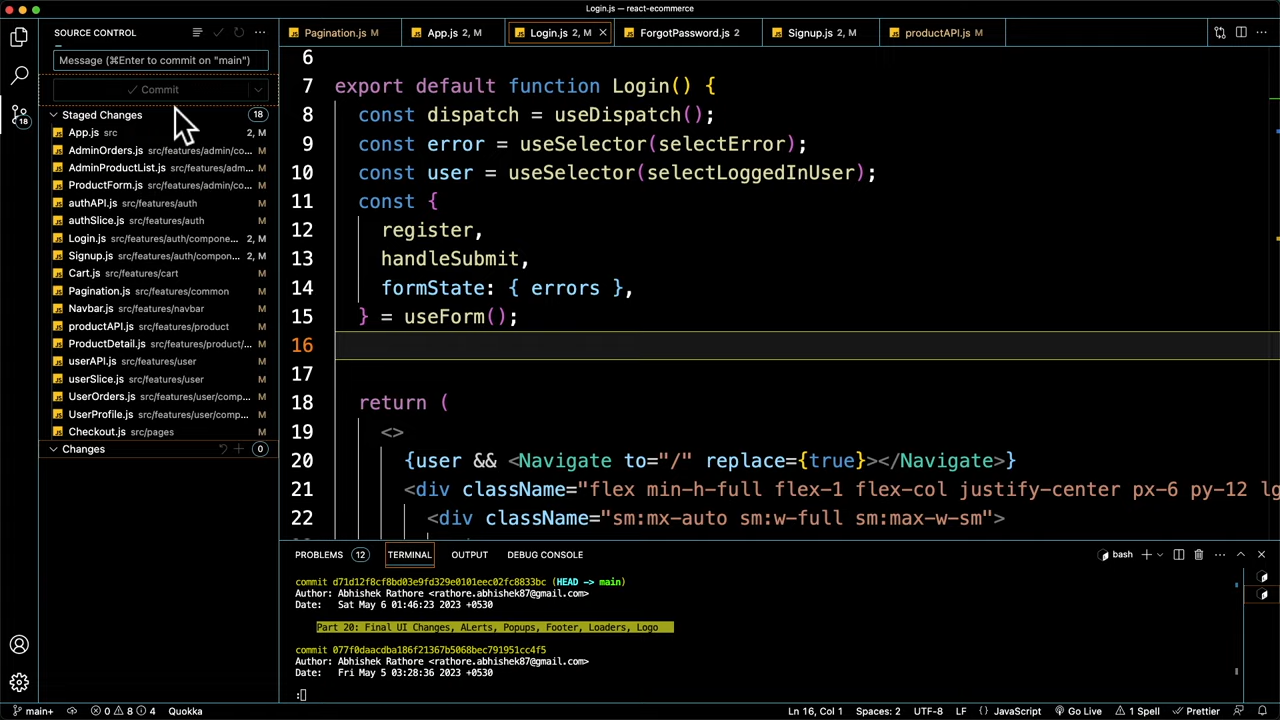 Login.js — react-ecommerce
SOURCE CONTROL
Message (⌘Enter to commit on "main")
Commit
Staged Changes 18
App.js src 2, M
AdminOrders.js src/features/admin/co... M
AdminProductList.js src/features/adm... M
ProductForm.js src/features/admin/co... M
authAPI.js src/features/auth M
authSlice.js src/features/auth M
Login.js src/features/auth/compone... 2, M
Signup.js src/features/auth/compon... 2, M
Cart.js src/features/cart M
Pagination.js src/features/common M
Navbar.js src/features/navbar M
productAPI.js src/features/product M
ProductDetail.js src/features/product/... M
userAPI.js src/features/user M
userSlice.js src/features/user M
UserOrders.js src/features/user/comp... M
UserProfile.js src/features/user/comp... M
Checkout.js src/pages M
Changes 0
18
Pagination.js M
App.js 2, M
Login.js 2, M
ForgotPassword.js 2
Signup.js 2, M
productAPI.js M
6
7 export default function Login() {
8 const dispatch = useDispatch();
9 const error = useSelector(selectError);
10 const user = useSelector(selectLoggedInUser);
11 const {
12 register,
13 handleSubmit,
14 formState: { errors },
15 } = useForm();
16
17
18 return (
19 <>
20 {user && <Navigate to="/" replace={true}></Navigate>}
21 <div className="flex min-h-full flex-1 flex-col justify-center px-6 py-12 lg
22 <div className="sm:mx-auto sm:w-full sm:max-w-sm">
PROBLEMS 12 TERMINAL OUTPUT DEBUG CONSOLE bash
commit d71d12f8cf8bd03e9fd329e0101eec02fc8833bc (HEAD -> main)
Author: Abhishek Rathore <rathore.abhishek87@gmail.com>
Date: Sat May 6 01:46:23 2023 +0530
Part 20: Final UI Changes, ALerts, Popups, Footer, Loaders, Logo
commit 077f0daacdba186f21367b5068bec791951cc4f5
Author: Abhishek Rathore <rathore.abhishek87@gmail.com>
Date: Fri May 5 03:28:36 2023 +0530
:
main+ 0 8 4 Quokka Ln 16, Col 1 Spaces: 2 UTF-8 LF {} JavaScript Go Live 1 Spell Prettier